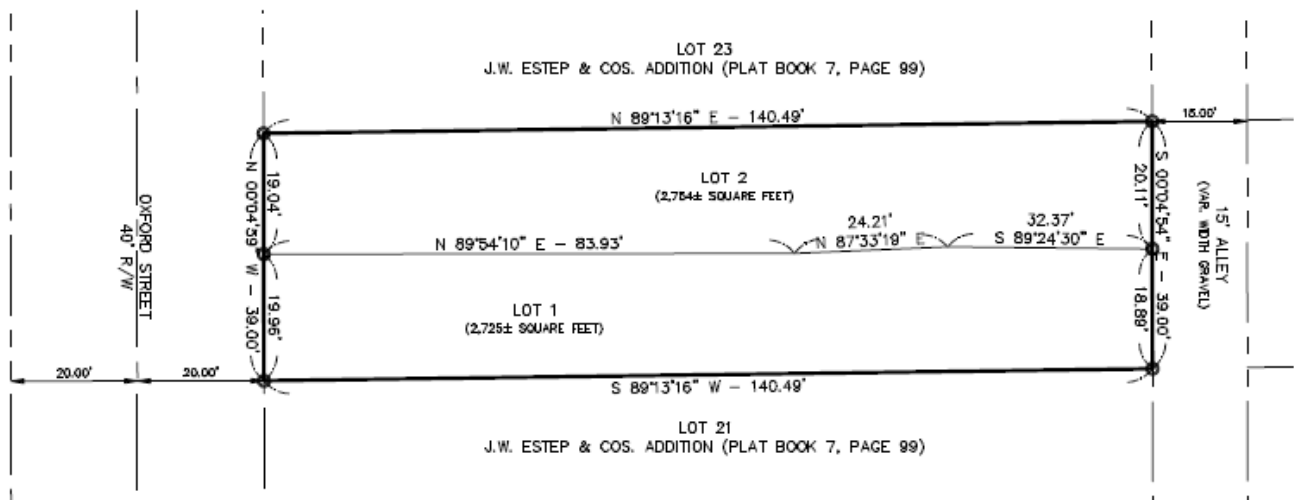 LOT 23
J.W. ESTEP & COS. ADDITION (PLAT BOOK 7, PAGE 99)
N 89°13'16" E - 140.49'
15.00'
N 00°04'59" W - 39.00'
19.04'
19.96'
LOT 2
(2,754± SQUARE FEET)
24.21'
N 87°33'19" E
32.37'
S 89°24'30" E
N 89°54'10" E - 83.93'
20.11'
18.89'
S 00°04'54" E - 39.00'
15' ALLEY
(VAR. WIDTH GRAVEL)
OXFORD STREET
40' R/W
LOT 1
(2,725± SQUARE FEET)
20.00'
20.00'
S 89°13'16" W - 140.49'
LOT 21
J.W. ESTEP & COS. ADDITION (PLAT BOOK 7, PAGE 99)